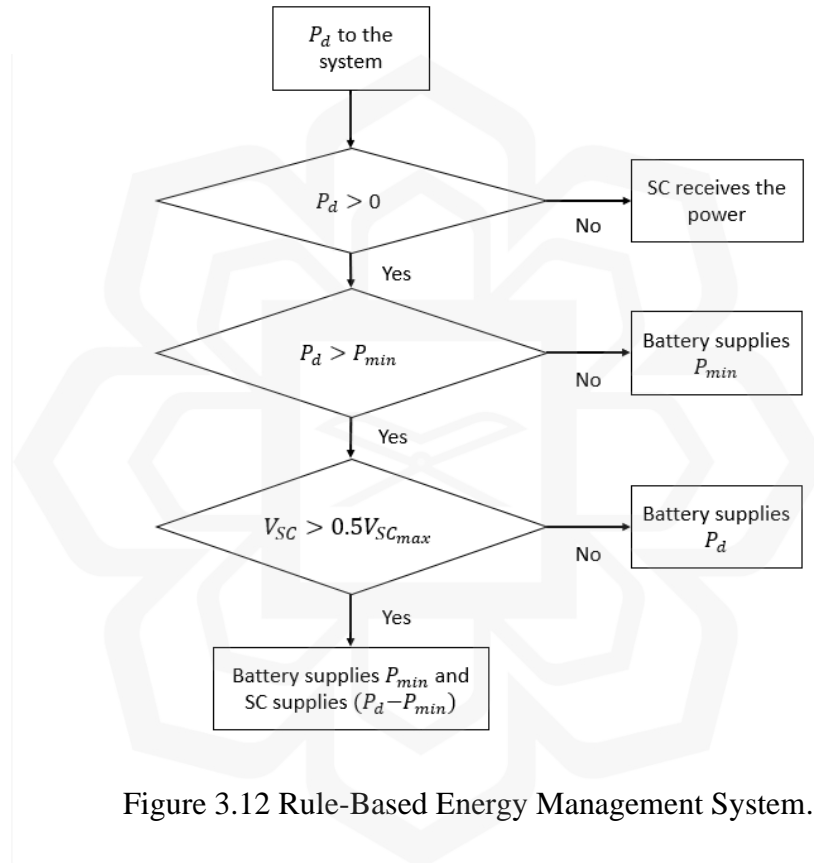 P_d to the
system
P_d > 0
No
SC receives the
power
Yes
P_d > P_min
No
Battery supplies
P_min
Yes
V_SC > 0.5V_SC_max
No
Battery supplies
P_d
Yes
Battery supplies P_min and
SC supplies (P_d−P_min)
Figure 3.12 Rule-Based Energy Management System.